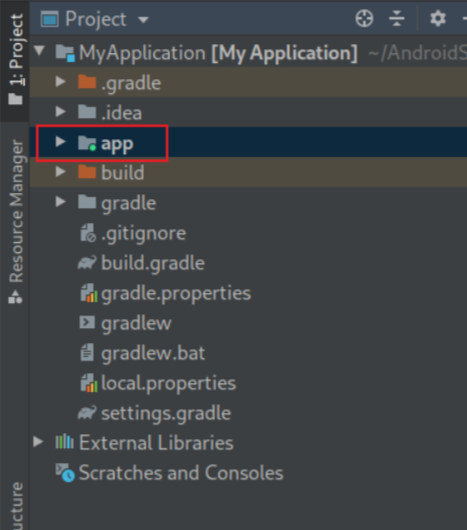 1: Project
Resource Manager
ucture
Project
MyApplication [My Application] ~/AndroidS
.gradle
.idea
app
build
gradle
.gitignore
build.gradle
gradle.properties
gradlew
gradlew.bat
local.properties
settings.gradle
External Libraries
Scratches and Consoles